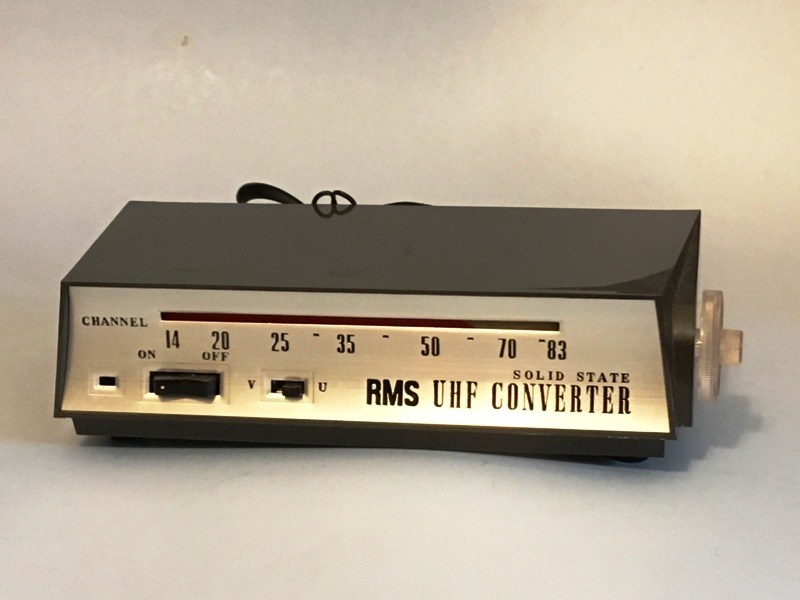 CHANNEL
14 20 25 - 35 - 50 - 70 - 83
ON OFF
SOLID STATE
V U
RMS UHF CONVERTER